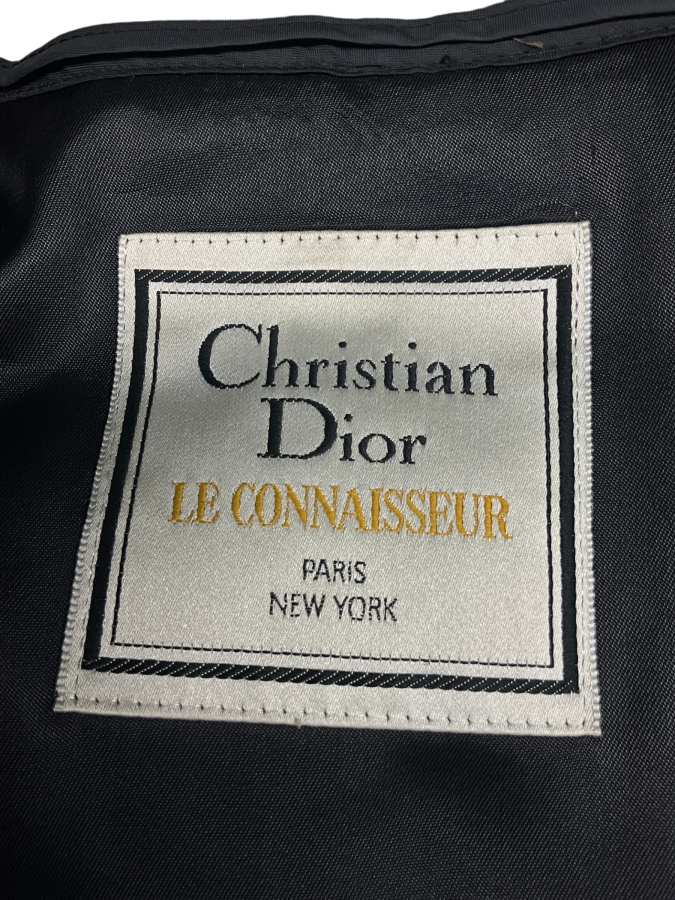 Christian
Dior
LE CONNAISSEUR
PARIS
NEW YORK